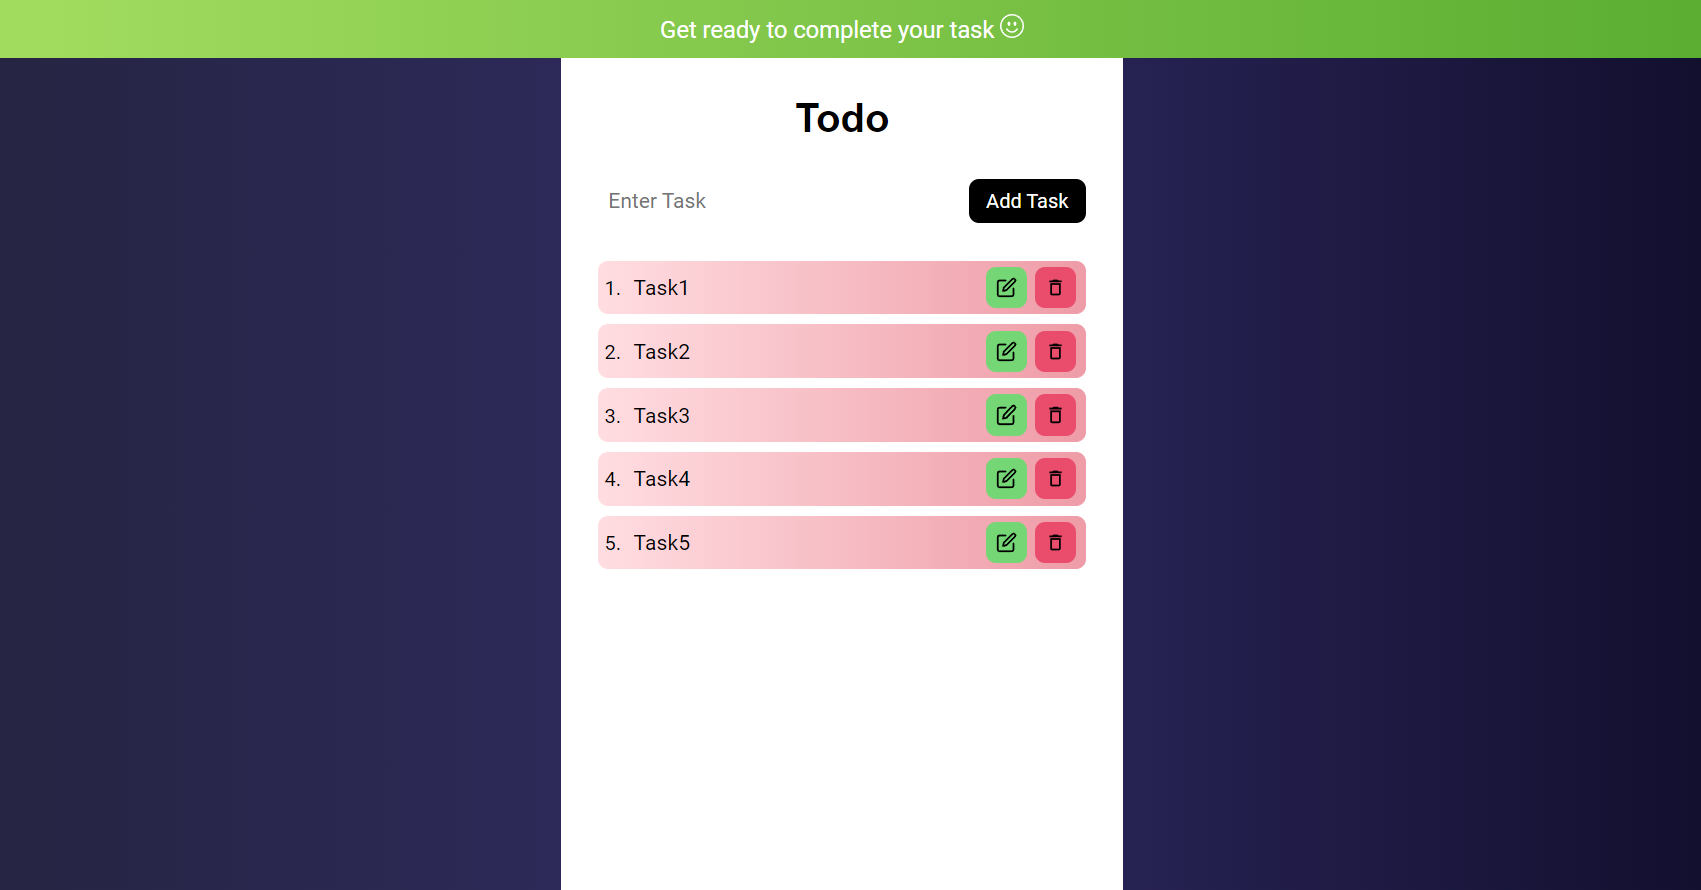 Get ready to complete your task
Todo
Enter Task
Add Task
1. Task1
2. Task2
3. Task3
4. Task4
5. Task5